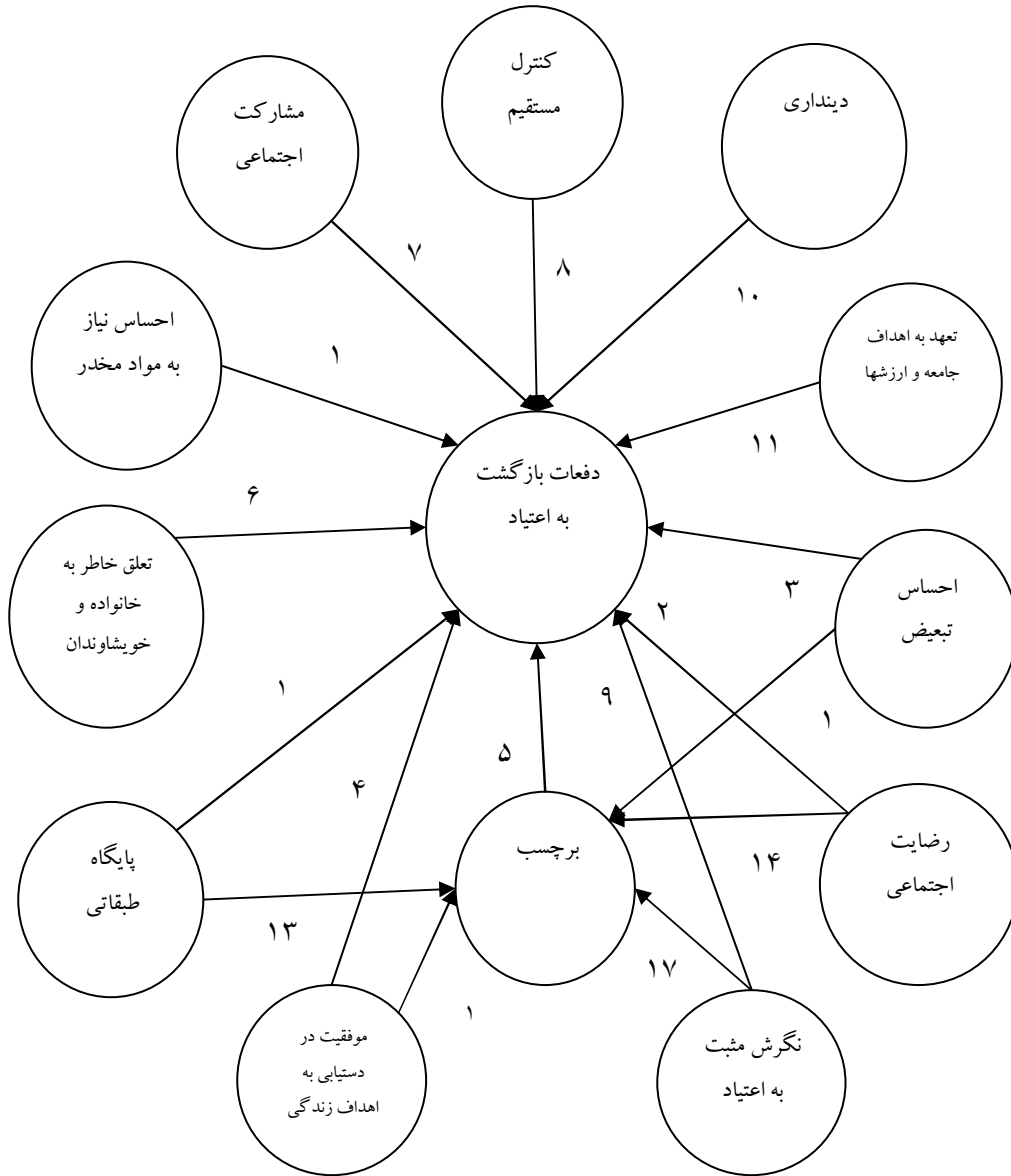 کنترل
مستقیم
دینداری
مشارکت
اجتماعی
۷
۸
۱۰
احساس نیاز
به مواد مخدر
۱
تعهد به اهداف
جامعه و ارزشها
۱۱
دفعات بازگشت
به اعتیاد
۶
تعلق خاطر به
خانواده و
خویشاوندان
۳
احساس
تبعیض
۲
۱
۹
۱
۵
۴
پایگاه
طبقاتی
برچسب
رضایت
اجتماعی
۱۴
۱۳
۱۷
۱
موفقیت در
دستیابی به
اهداف زندگی
نگرش مثبت
به اعتیاد